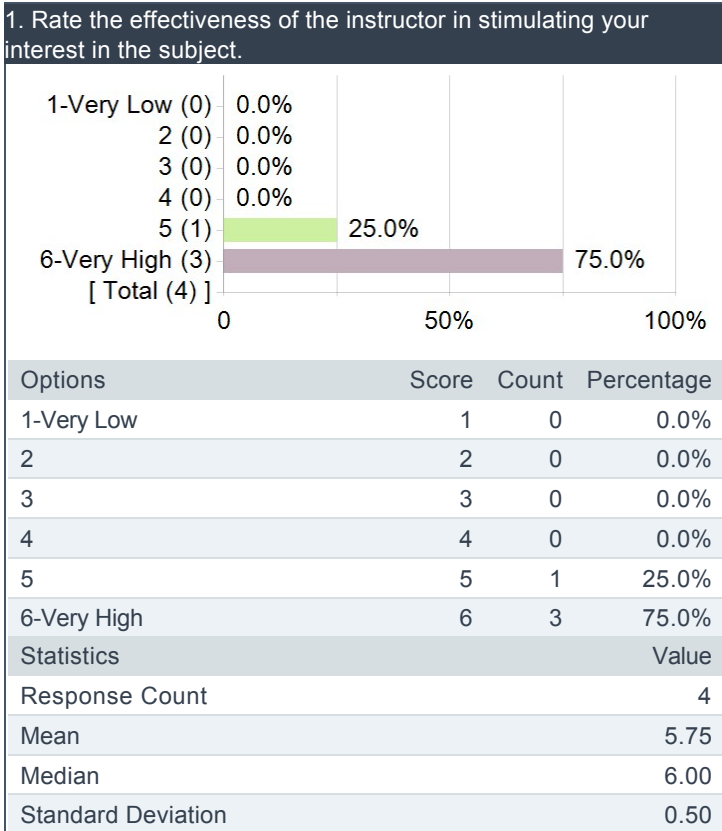 1. Rate the effectiveness of the instructor in stimulating your
interest in the subject.
1-Very Low (0) 0.0%
2 (0) 0.0%
3 (0) 0.0%
4 (0) 0.0%
5 (1) 25.0%
6-Very High (3) 75.0%
[ Total (4) ]
0 50% 100%
Options Score Count Percentage
1-Very Low 1 0 0.0%
2 2 0 0.0%
3 3 0 0.0%
4 4 0 0.0%
5 5 1 25.0%
6-Very High 6 3 75.0%
Statistics Value
Response Count 4
Mean 5.75
Median 6.00
Standard Deviation 0.50